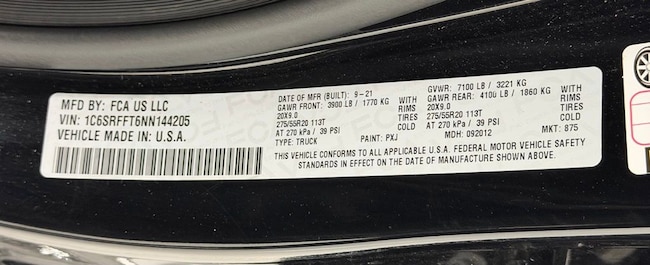 MFD BY: FCA US LLC
VIN: 1C6SRFFT6NN144205
VEHICLE MADE IN: U.S.A.
DATE OF MFR (BUILT): 9-21
GAWR FRONT: 3900 LB / 1770 KG
20X9.0 RIMS
275/55R20 113T TIRES
AT 270 kPa / 39 PSI COLD
TYPE: TRUCK PAINT: PXJ
GVWR: 7100 LB / 3221 KG
GAWR REAR: 4100 LB / 1860 KG
20X9.0 RIMS
275/55R20 113T TIRES
AT 270 kPa / 39 PSI COLD
MDH: 092012 MKT: 875
THIS VEHICLE CONFORMS TO ALL APPLICABLE U.S.A. FEDERAL MOTOR VEHICLE SAFETY
STANDARDS IN EFFECT ON THE DATE OF MANUFACTURE SHOWN ABOVE.